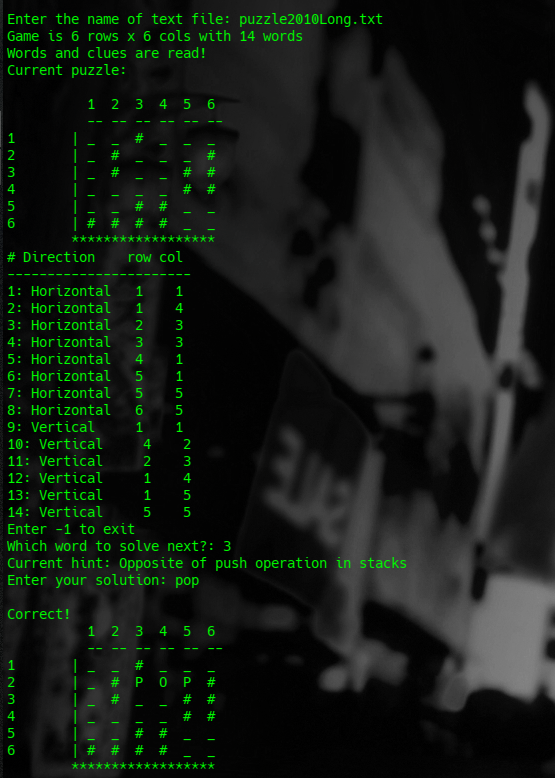 Enter the name of text file: puzzle2010Long.txt
Game is 6 rows x 6 cols with 14 words
Words and clues are read!
Current puzzle:
1 2 3 4 5 6
-- -- -- -- -- --
1 | _ _ # _ _ _
2 | _ # _ _ _ #
3 | _ # _ _ # #
4 | _ _ _ _ # #
5 | _ _ # # _ _
6 | # # # # _ _
******************
# Direction row col
-----------------------
1: Horizontal 1 1
2: Horizontal 1 4
3: Horizontal 2 3
4: Horizontal 3 3
5: Horizontal 4 1
6: Horizontal 5 1
7: Horizontal 5 5
8: Horizontal 6 5
9: Vertical 1 1
10: Vertical 4 2
11: Vertical 2 3
12: Vertical 1 4
13: Vertical 1 5
14: Vertical 5 5
Enter -1 to exit
Which word to solve next?: 3
Current hint: Opposite of push operation in stacks
Enter your solution: pop
Correct!
1 2 3 4 5 6
-- -- -- -- -- --
1 | _ _ # _ _ _
2 | _ # P O P #
3 | _ # _ _ # #
4 | _ _ _ _ # #
5 | _ _ # # _ _
6 | # # # # _ _
******************